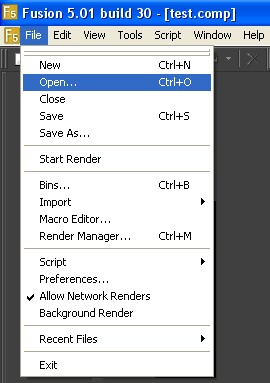 Fusion 5.01 build 30 - [test.comp]
File Edit View Tools Script Window Help
New Ctrl+N
Open... Ctrl+O
Close
Save Ctrl+S
Save As...
Start Render
Bins... Ctrl+B
Import
Macro Editor...
Render Manager... Ctrl+M
Script
Preferences...
Allow Network Renders
Background Render
Recent Files
Exit